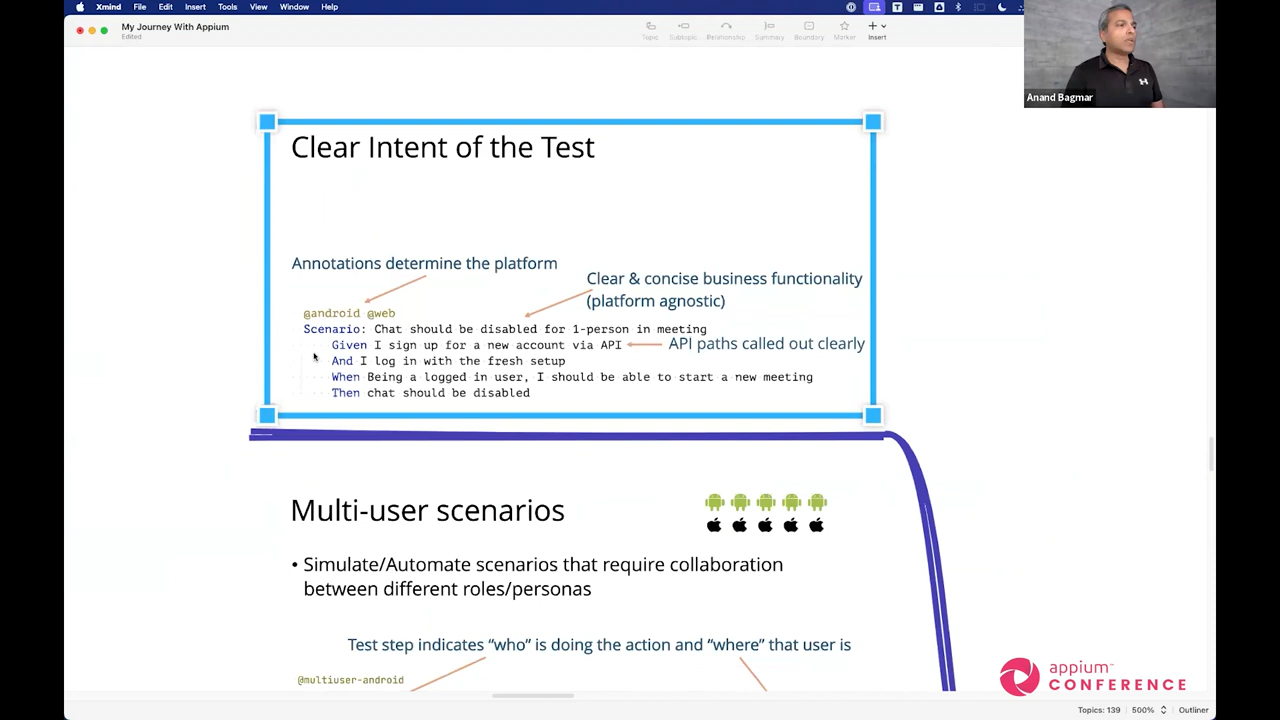 Xmind File Edit Insert Tools View Window Help
My Journey With Appium
Edited
Topic Subtopic Relationship Summary Boundary Marker Insert
Anand Bagmar
Clear Intent of the Test
Annotations determine the platform
Clear & concise business functionality
(platform agnostic)
@android @web
Scenario: Chat should be disabled for 1-person in meeting
Given I sign up for a new account via API
API paths called out clearly
And I log in with the fresh setup
When Being a logged in user, I should be able to start a new meeting
Then chat should be disabled
Multi-user scenarios
• Simulate/Automate scenarios that require collaboration
between different roles/personas
Test step indicates “who” is doing the action and “where” that user is
@multiuser-android
appium™
CONFERENCE
Topics: 139 500% Outliner